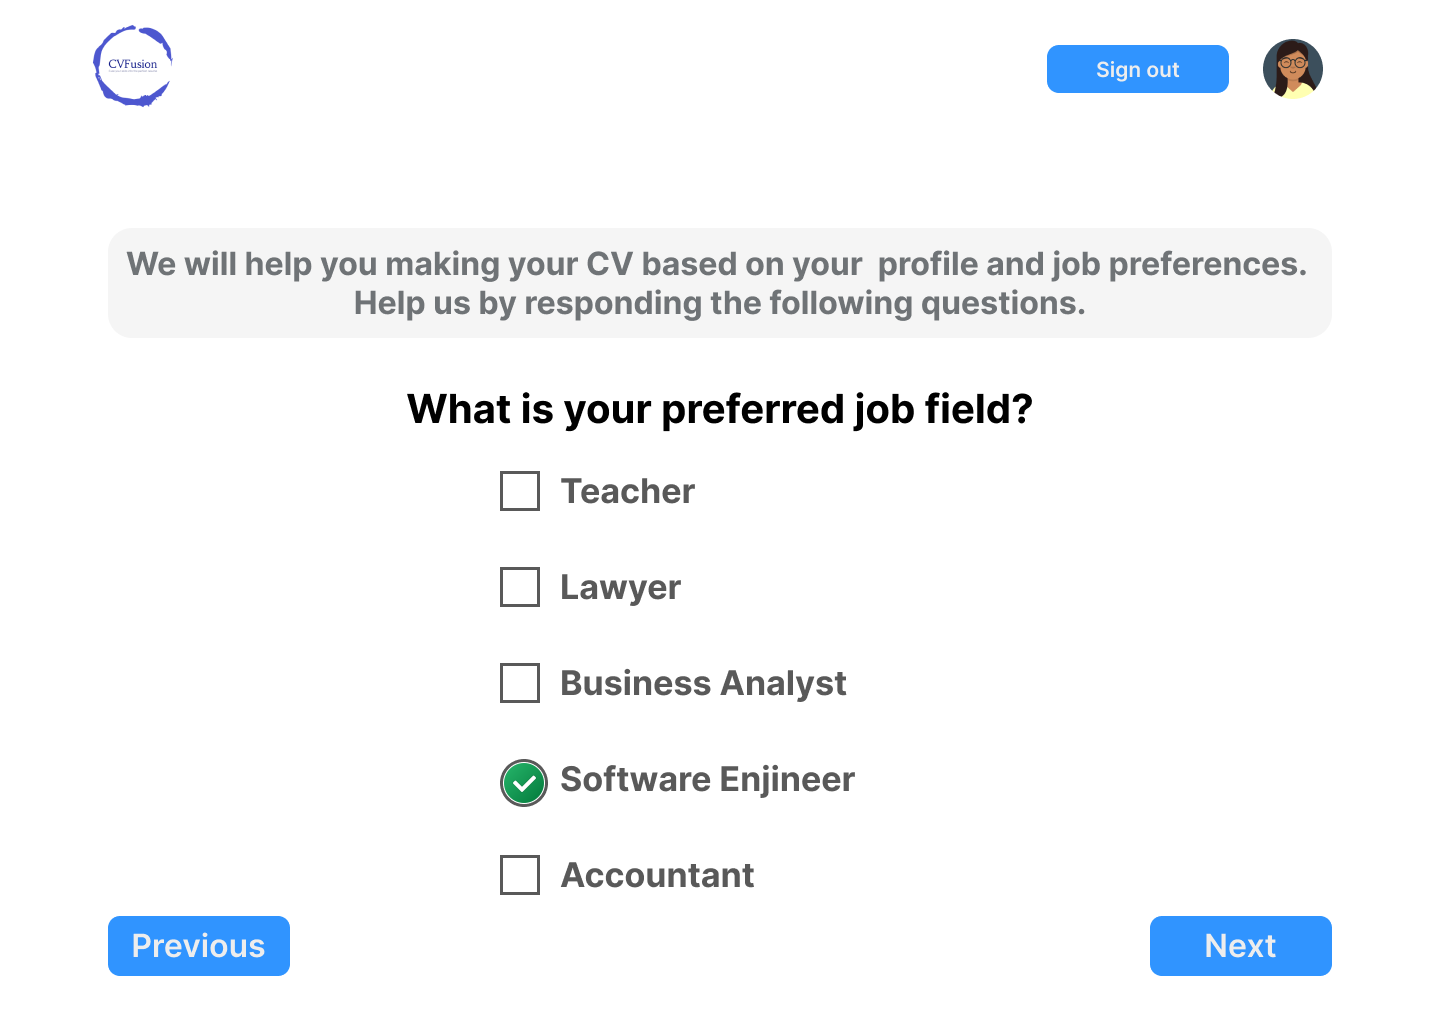 CVFusion
Sign out
We will help you making your CV based on your  profile and job preferences.
Help us by responding the following questions.
What is your preferred job field?
Teacher
Lawyer
Business Analyst
Software Enjineer
Accountant
Previous
Next